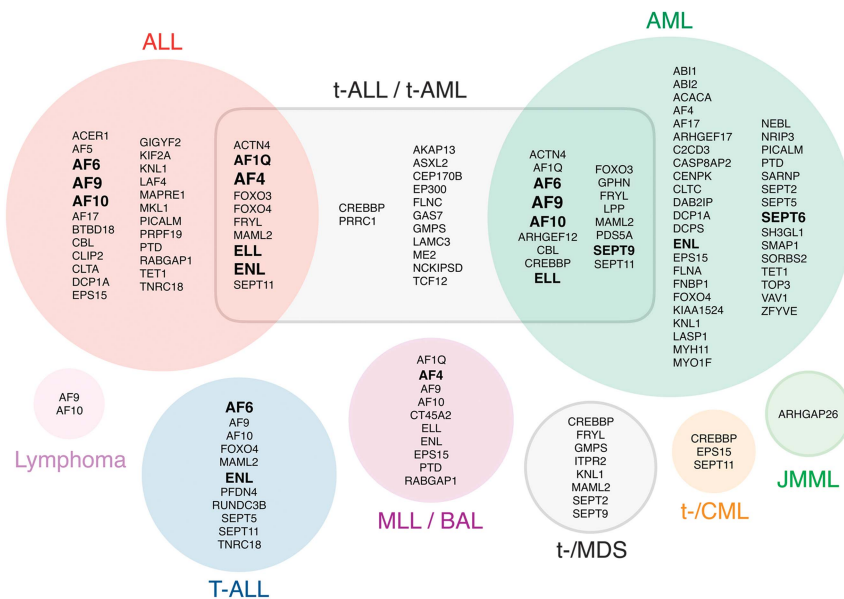 ALL
AML
t-ALL / t-AML
ACER1
AF5
AF6
AF9
AF10
AF17
BTBD18
CBL
CLIP2
CLTA
DCP1A
EPS15
GIGYF2
KIF2A
KNL1
LAF4
MAPRE1
MKL1
PICALM
PRPF19
PTD
RABGAP1
TET1
TNRC18
ACTN4
AF1Q
AF4
FOXO3
FOXO4
FRYL
MAML2
ELL
ENL
SEPT11
CREBBP
PRRC1
AKAP13
ASXL2
CEP170B
EP300
FLNC
GAS7
GMPS
LAMC3
ME2
NCKIPSD
TCF12
ACTN4
AF1Q
AF6
AF9
AF10
ARHGEF12
CBL
CREBBP
ELL
FOXO3
GPHN
FRYL
LPP
MAML2
PDS5A
SEPT9
SEPT11
ABI1
ABI2
ACACA
AF4
AF17
ARHGEF17
C2CD3
CASP8AP2
CENPK
CLTC
DAB2IP
DCP1A
DCPS
ENL
EPS15
FLNA
FNBP1
FOXO4
KIAA1524
KNL1
LASP1
MYH11
MYO1F
NEBL
NRIP3
PICALM
PTD
SARNP
SEPT2
SEPT5
SEPT6
SH3GL1
SMAP1
SORBS2
TET1
TOP3
VAV1
ZFYVE
AF9
AF10
Lymphoma
AF6
AF9
AF10
FOXO4
MAML2
ENL
PFDN4
RUNDC3B
SEPT5
SEPT11
TNRC18
T-ALL
AF1Q
AF4
AF9
AF10
CT45A2
ELL
ENL
EPS15
PTD
RABGAP1
MLL / BAL
CREBBP
FRYL
GMPS
ITPR2
KNL1
MAML2
SEPT2
SEPT9
t-/MDS
CREBBP
EPS15
SEPT11
t-/CML
ARHGAP26
JMML